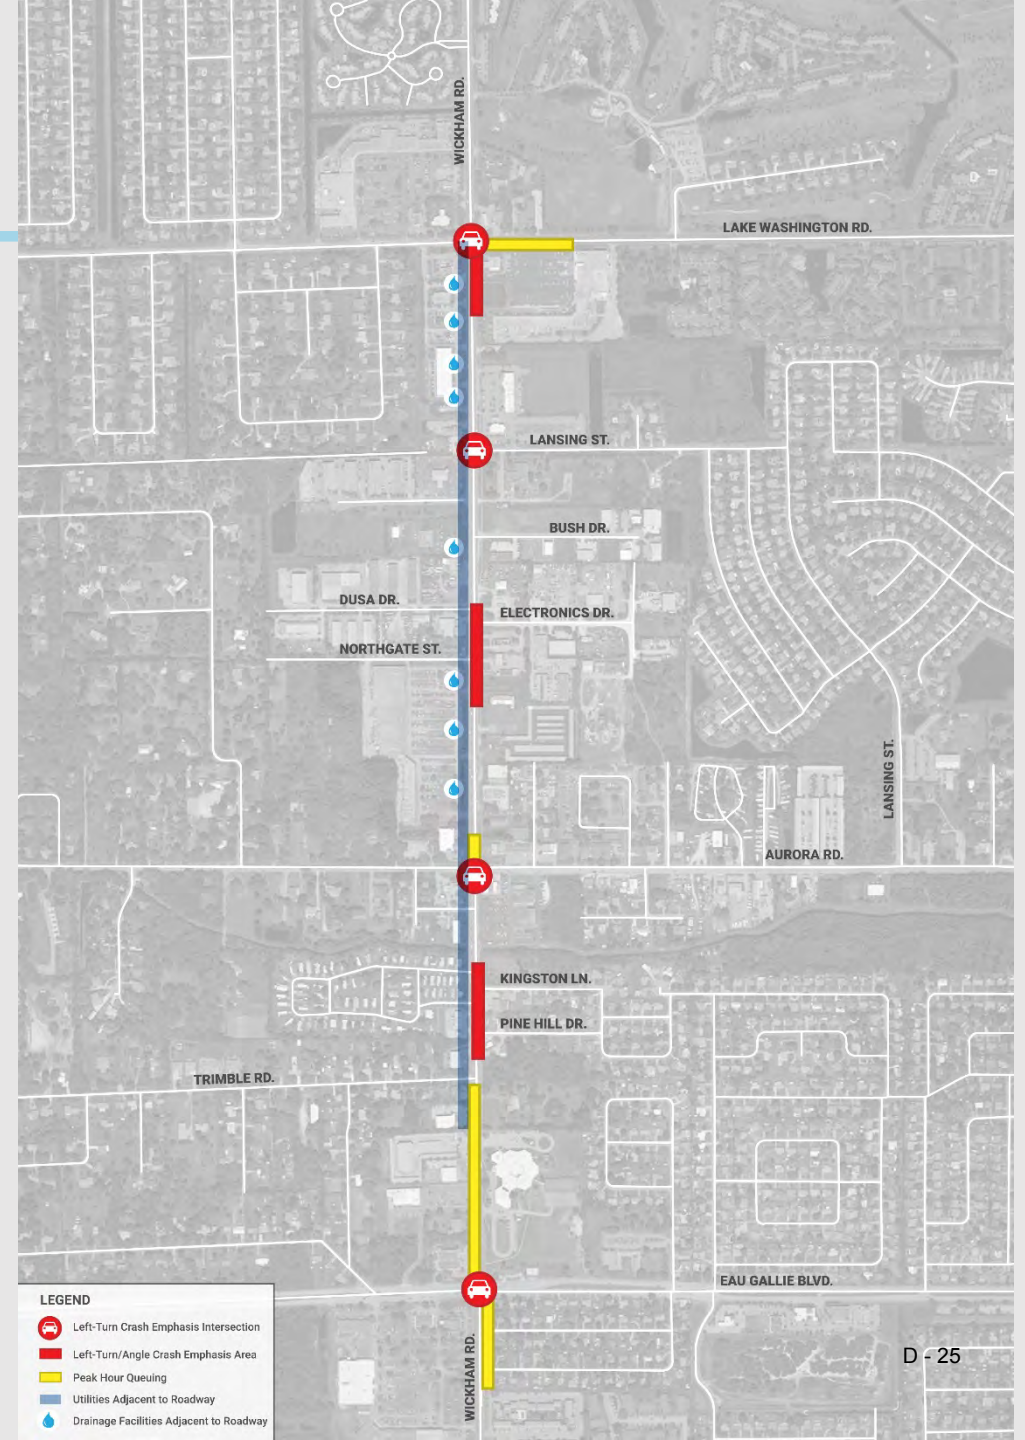 WICKHAM RD.
LAKE WASHINGTON RD.
LANSING ST.
BUSH DR.
DUSA DR.
ELECTRONICS DR.
NORTHGATE ST.
LANSING ST.
AURORA RD.
KINGSTON LN.
PINE HILL DR.
TRIMBLE RD.
EAU GALLIE BLVD.
WICKHAM RD.
D - 25
LEGEND
Left-Turn Crash Emphasis Intersection
Left-Turn/Angle Crash Emphasis Area
Peak Hour Queuing
Utilities Adjacent to Roadway
Drainage Facilities Adjacent to Roadway